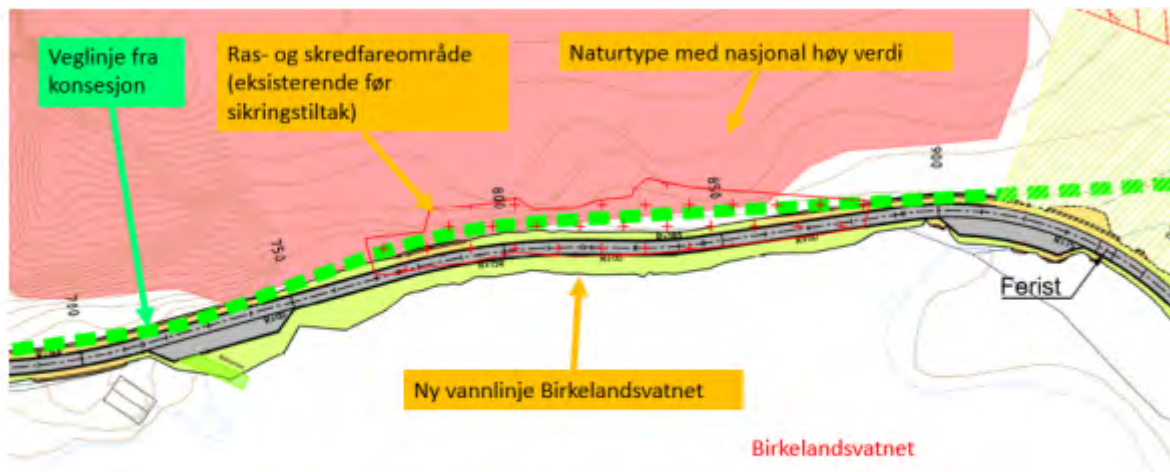 Veglinje fra
konsesjon
Ras- og skredfareområde
(eksisterende før
sikringstiltak)
Naturtype med nasjonal høy verdi
900
850
800
750
Ferist
Ny vannlinje Birkelandsvatnet
Birkelandsvatnet